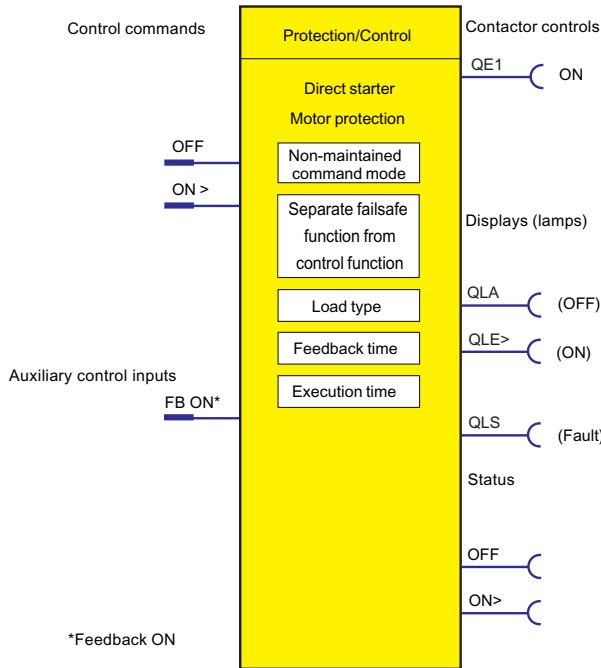 Control commands
Protection/Control
Contactor controls
QE1
ON
Direct starter
Motor protection
OFF
Non-maintained
command mode
ON >
Separate failsafe
function from
control function
Displays (lamps)
Load type
QLA
(OFF)
Feedback time
QLE>
(ON)
Auxiliary control inputs
Execution time
FB ON*
QLS
(Fault)
Status
OFF
ON>
*Feedback ON